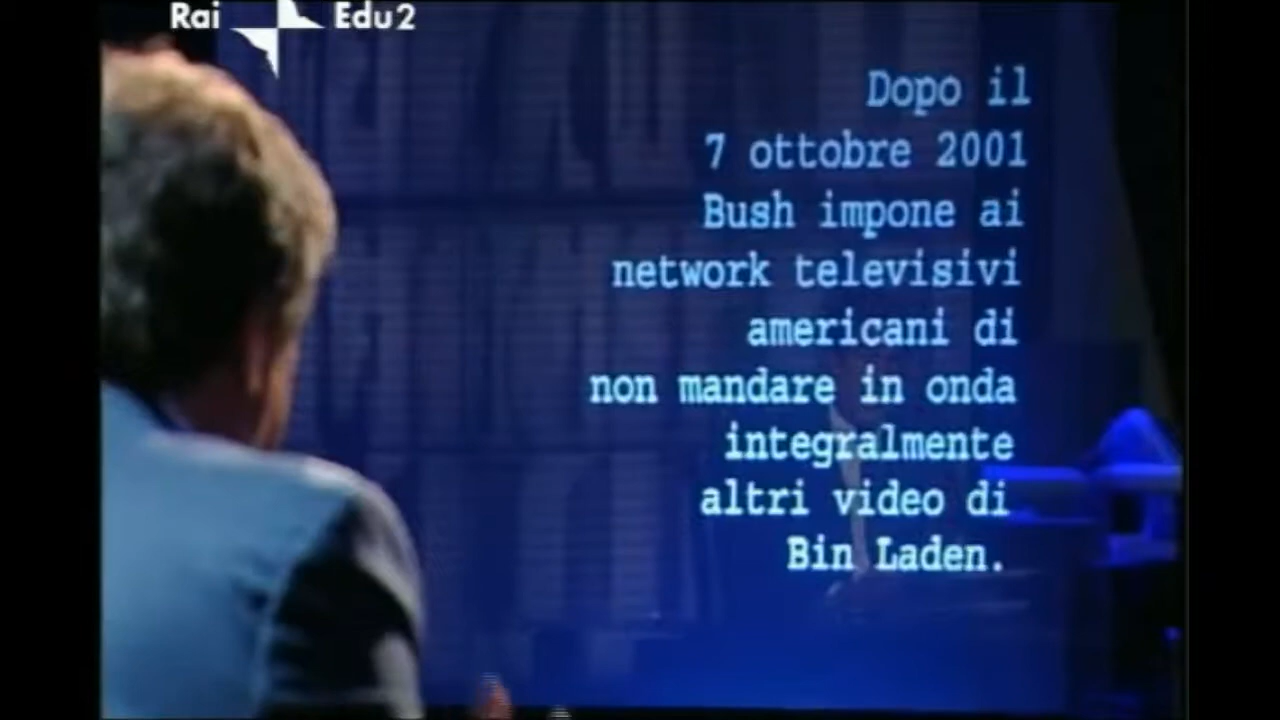 Rai Edu2
Dopo il
7 ottobre 2001
Bush impone ai
network televisivi
americani di
non mandare in onda
integralmente
altri video di
Bin Laden.